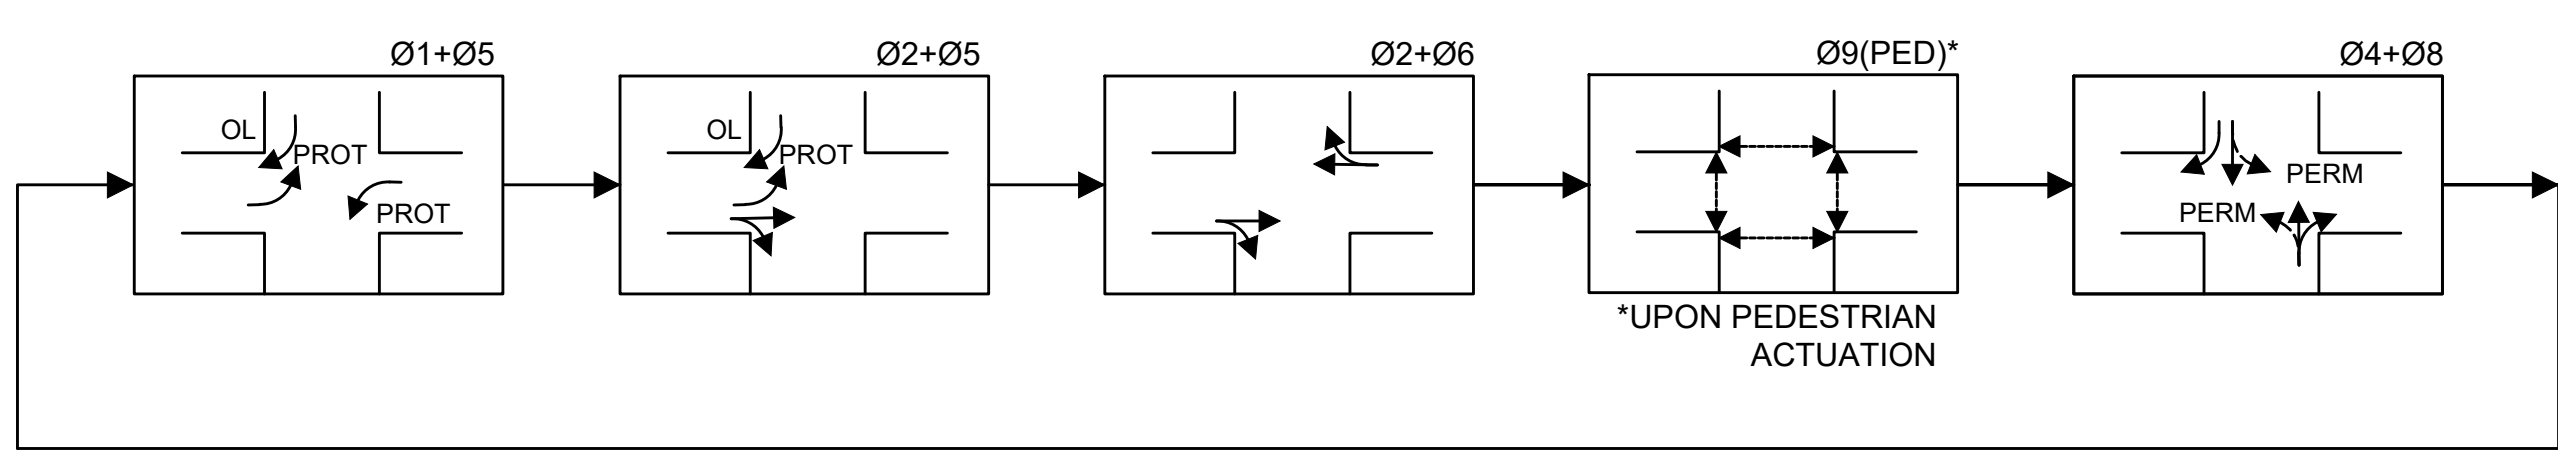 Ø1+Ø5
OL
PROT
PROT
Ø2+Ø5
OL
PROT
Ø2+Ø6
Ø9(PED)*
*UPON PEDESTRIAN
ACTUATION
Ø4+Ø8
PERM
PERM